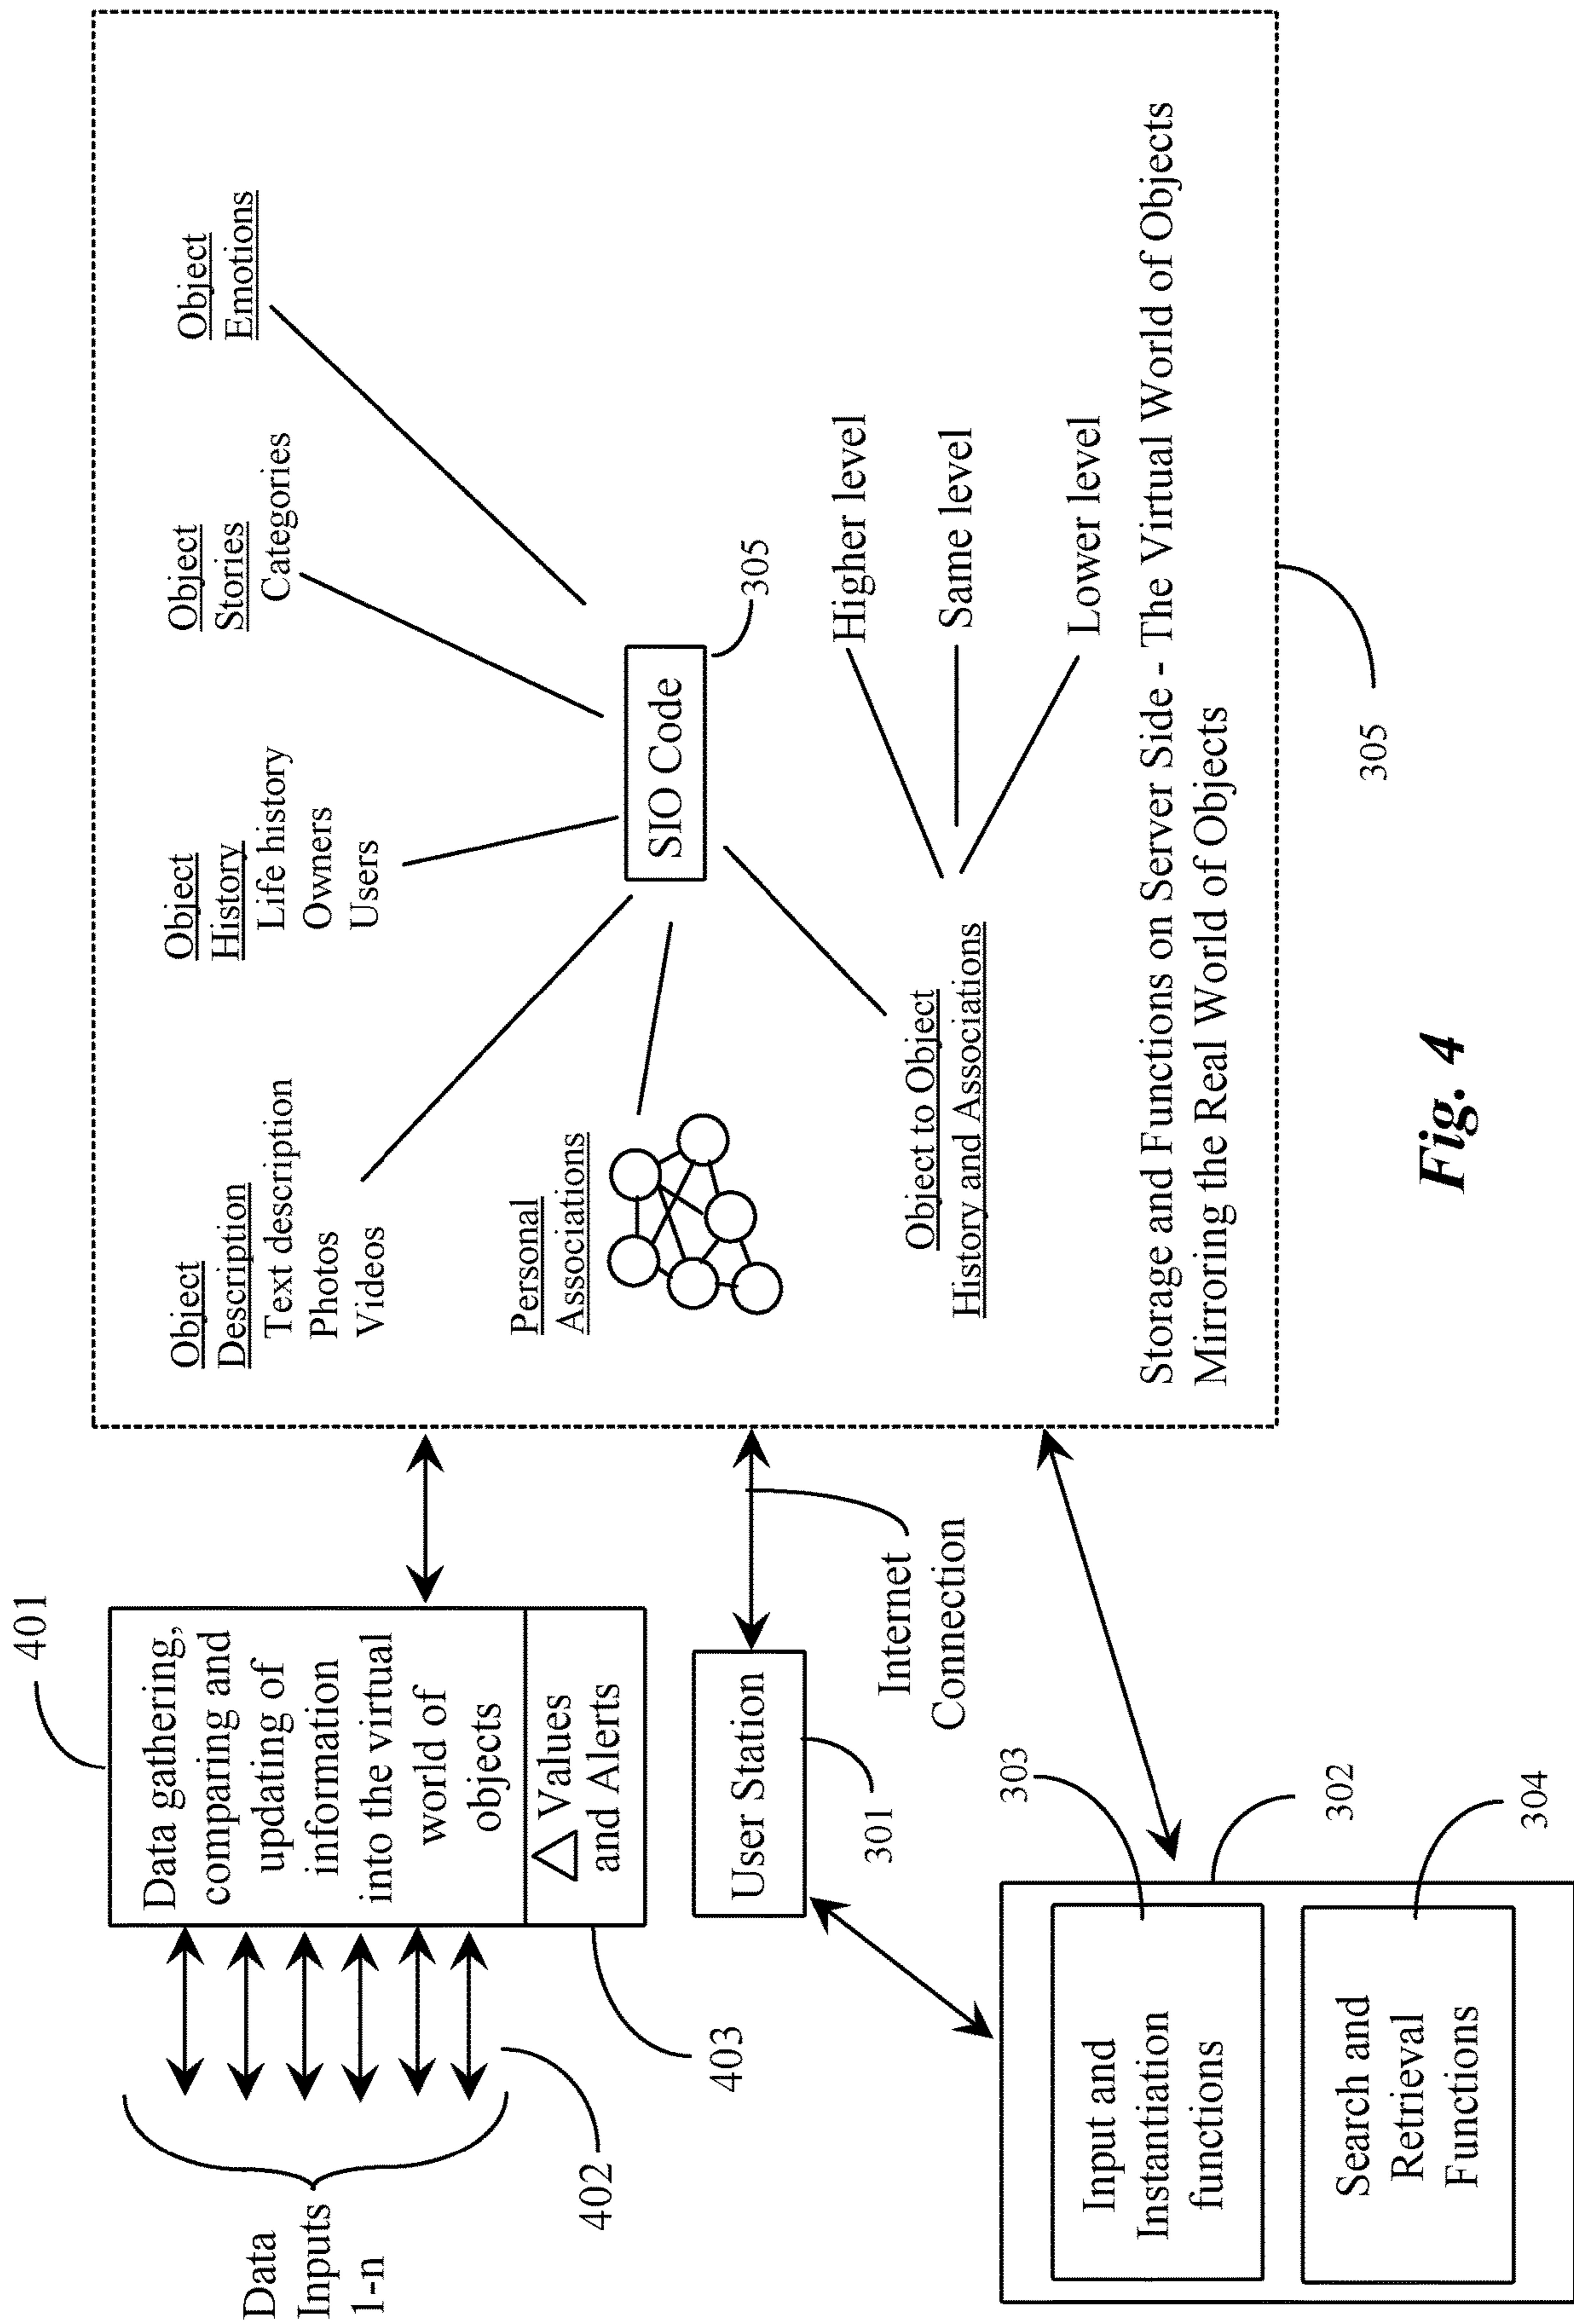 401
Data
Inputs
1-n
402
Data gathering,
comparing and
updating of
information
into the virtual
world of
objects
△ Values
and Alerts
403
User Station
301
Internet
Connection
303
Input and
Instantiation
functions
302
Search and
Retrieval
Functions
304
Object
Description
Text description
Photos
Videos
Object
History
Life history
Owners
Users
Object
Stories
Categories
Object
Emotions
Personal
Associations
SIO Code
305
Object to Object
History and Associations
Higher level
Same level
Lower level
Storage and Functions on Server Side - The Virtual World of Objects
Mirroring the Real World of Objects
305
Fig. 4